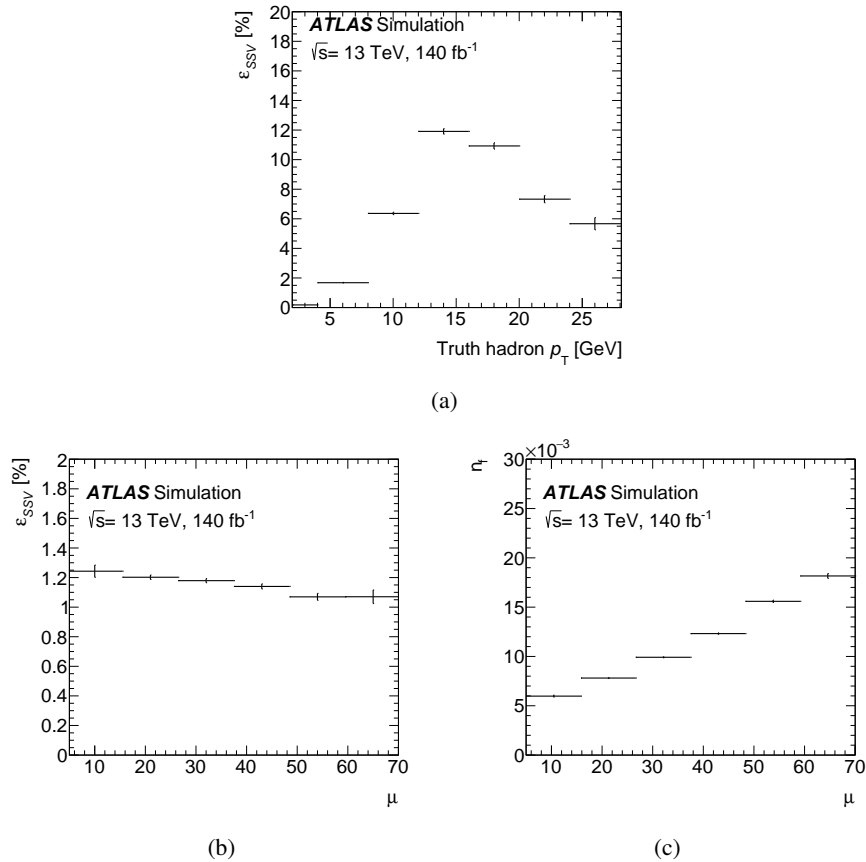 ε_SSV [%]
ATLAS Simulation
√s= 13 TeV, 140 fb⁻¹
20
18
16
14
12
10
8
6
4
2
0
5 10 15 20 25
Truth hadron p_T [GeV]
(a)
ε_SSV [%]
ATLAS Simulation
√s= 13 TeV, 140 fb⁻¹
2
1.8
1.6
1.4
1.2
1
0.8
0.6
0.4
0.2
0
10 20 30 40 50 60 70
μ
(b)
n_f
×10⁻³
ATLAS Simulation
√s= 13 TeV, 140 fb⁻¹
30
25
20
15
10
5
0
10 20 30 40 50 60 70
μ
(c)